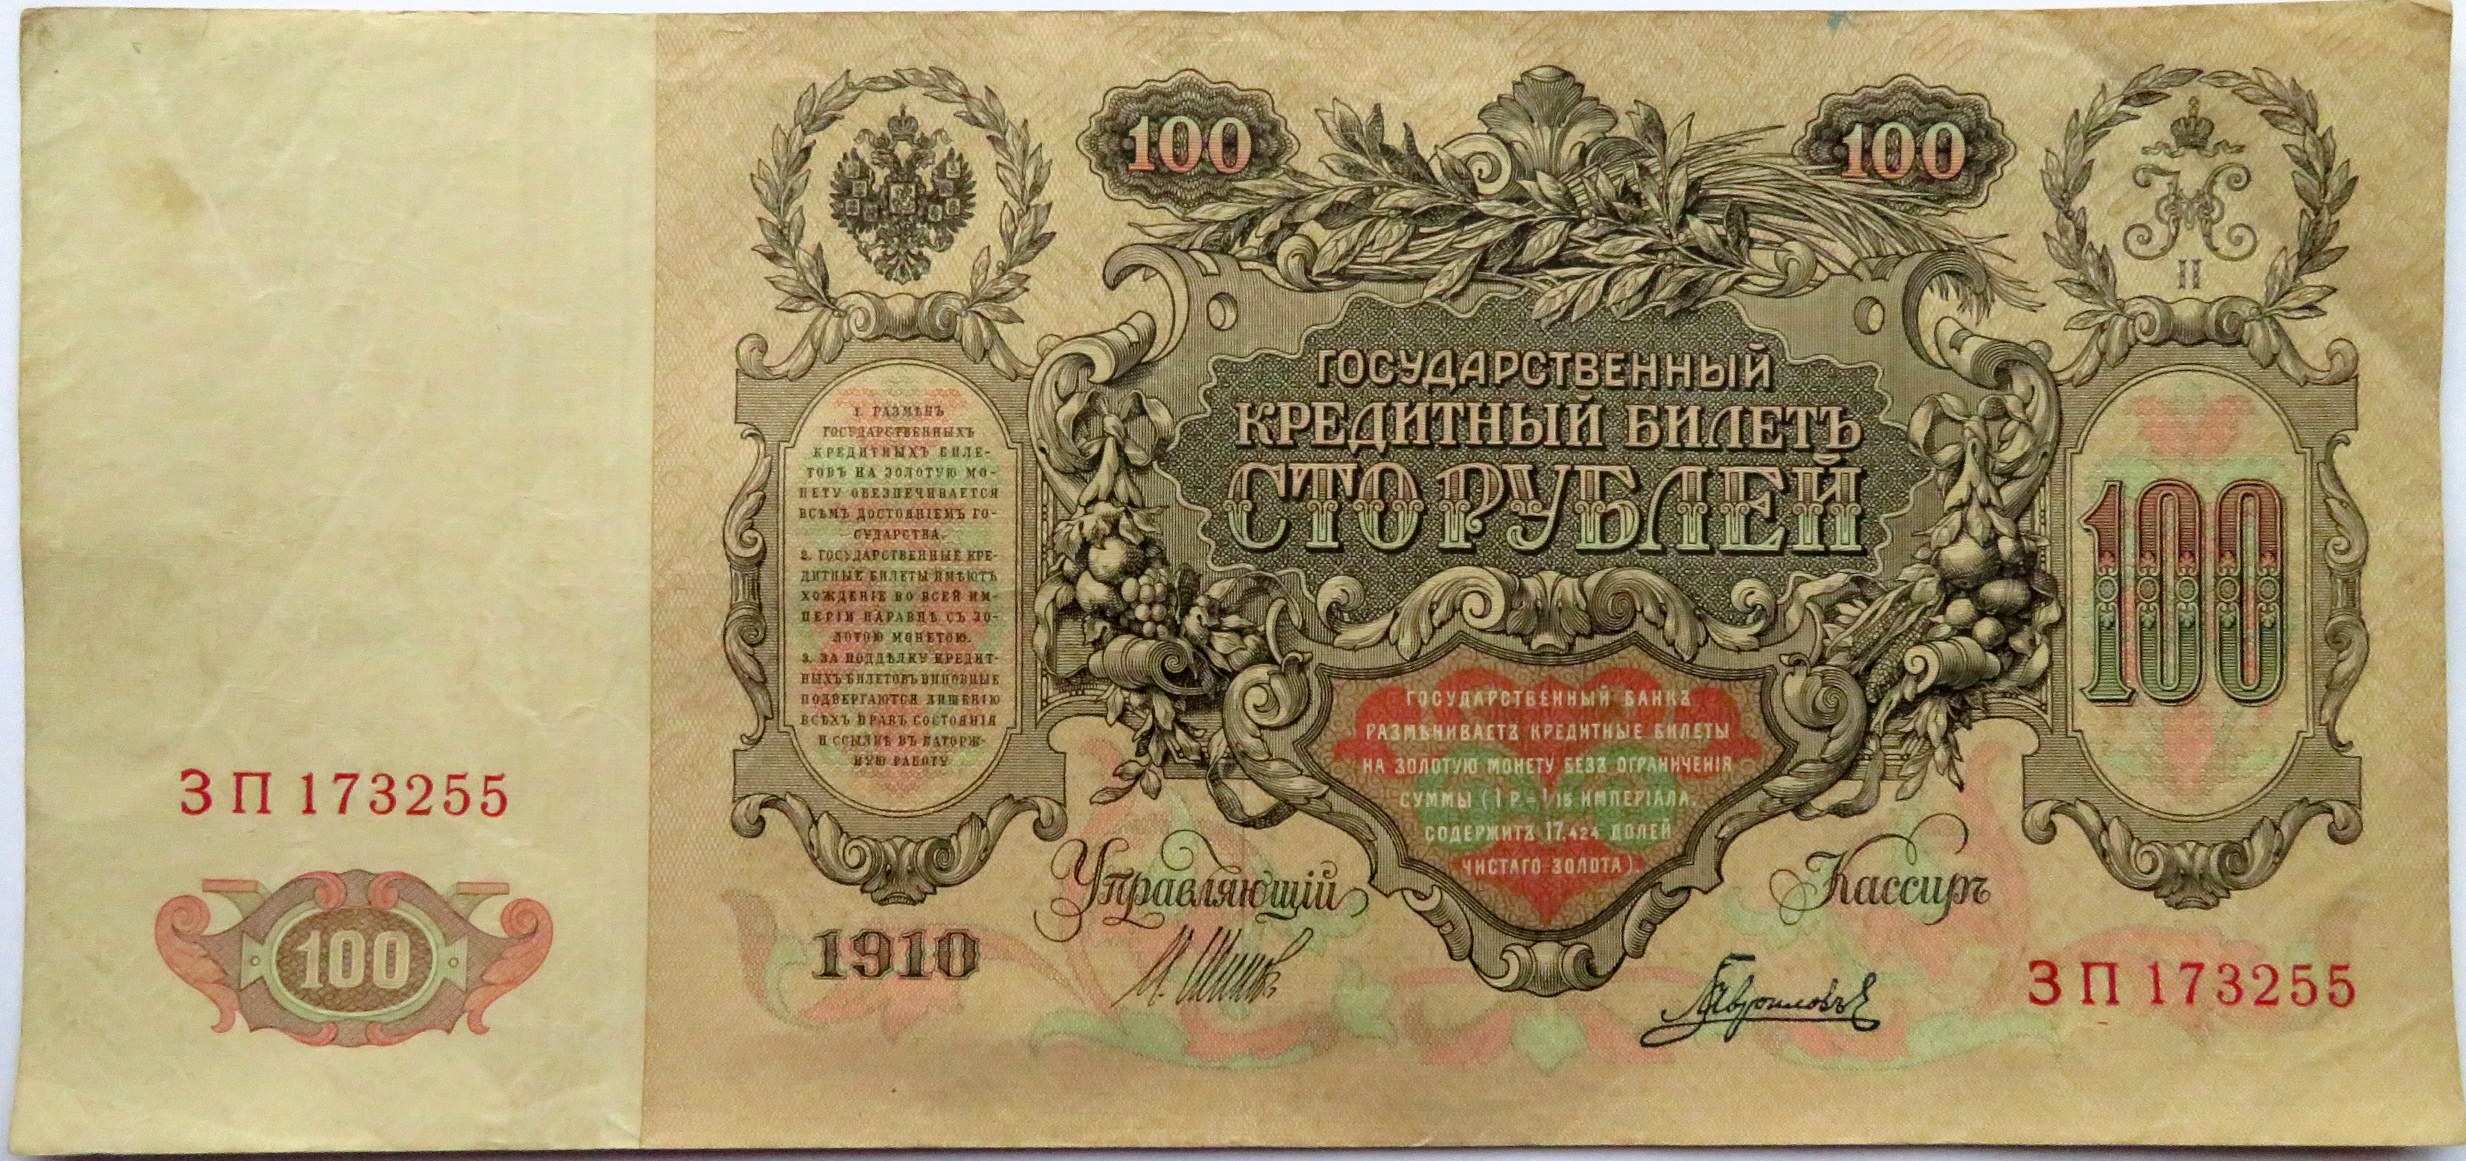 100
100
II
ГОСУДАРСТВЕННЫЙ
КРЕДИТНЫЙ БИЛЕТЪ
СТО РУБЛЕЙ
1. РАЗМѢНЪ
ГОСУДАРСТВЕННЫХЪ
КРЕДИТНЫХЪ БИЛЕ-
ТОВЪ НА ЗОЛОТУЮ МО-
НЕТУ ОБЕЗПЕЧИВАЕТСЯ
ВСѢМЪ ДОСТОЯНІЕМЪ ГО-
СУДАРСТВА.
2. ГОСУДАРСТВЕННЫЕ КРЕ-
ДИТНЫЕ БИЛЕТЫ ИМѢЮТЪ
ХОЖДЕНІЕ ВО ВСЕЙ ИМ-
ПЕРІИ НАРАВНѢ СЪ ЗО-
ЛОТОЮ МОНЕТОЮ.
3. ЗА ПОДДѢЛКУ КРЕДИТ-
НЫХЪ БИЛЕТОВЪ ВИНОВНЫЕ
ПОДВЕРГАЮТСЯ ЛИШЕНІЮ
ВСѢХЪ ПРАВЪ СОСТОЯНІЯ
И ССЫЛКѢ ВЪ КАТОРЖ-
НУЮ РАБОТУ
100
ГОСУДАРСТВЕННЫЙ БАНКЪ
РАЗМѢНИВАЕТЪ КРЕДИТНЫЕ БИЛЕТЫ
НА ЗОЛОТУЮ МОНЕТУ БЕЗЪ ОГРАНИЧЕНІЯ
СУММЫ (1 Р.= 1/15 ИМПЕРІАЛА,
СОДЕРЖИТЪ 17,424 ДОЛЕЙ
ЧИСТАГО ЗОЛОТА).
ЗП 173255
100
1910
Управляющій
И. Шиповъ
Кассиръ
Гавриловъ
ЗП 173255